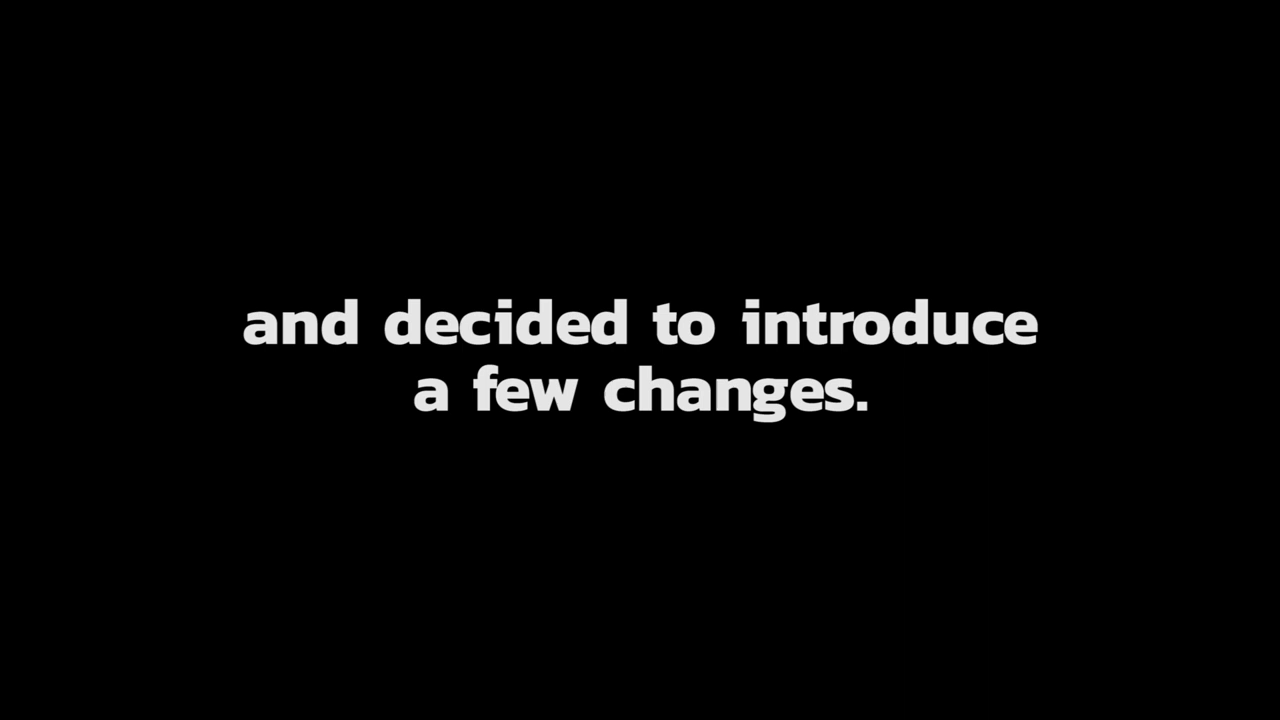 and decided to introduce
a few changes.